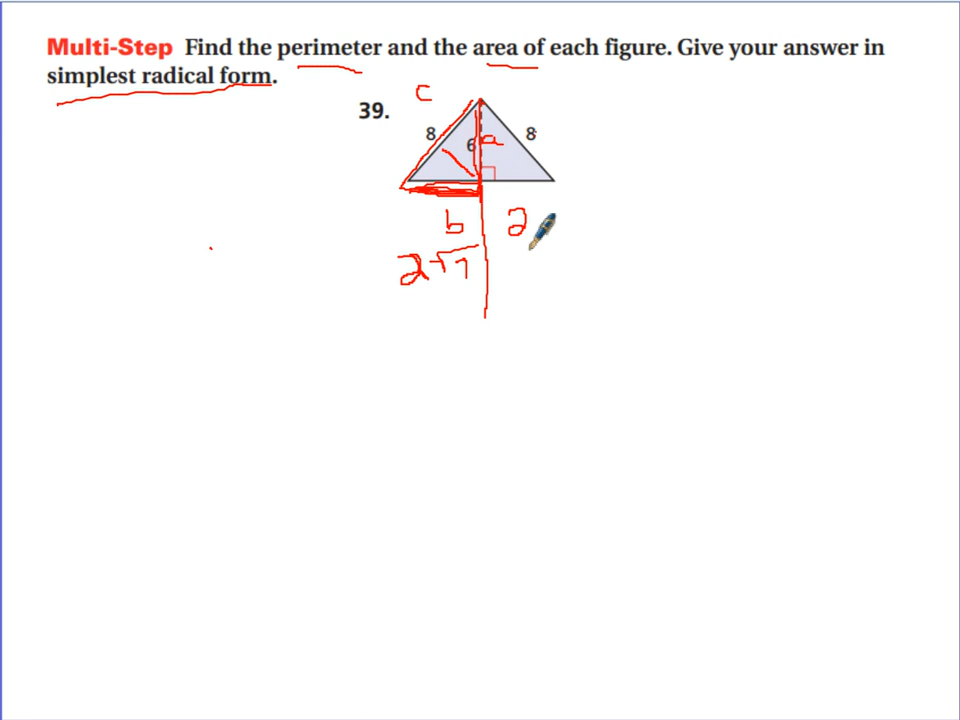 Multi-Step Find the perimeter and the area of each figure. Give your answer in
simplest radical form.
39.
c
8
6
a
8
b
2
2√7